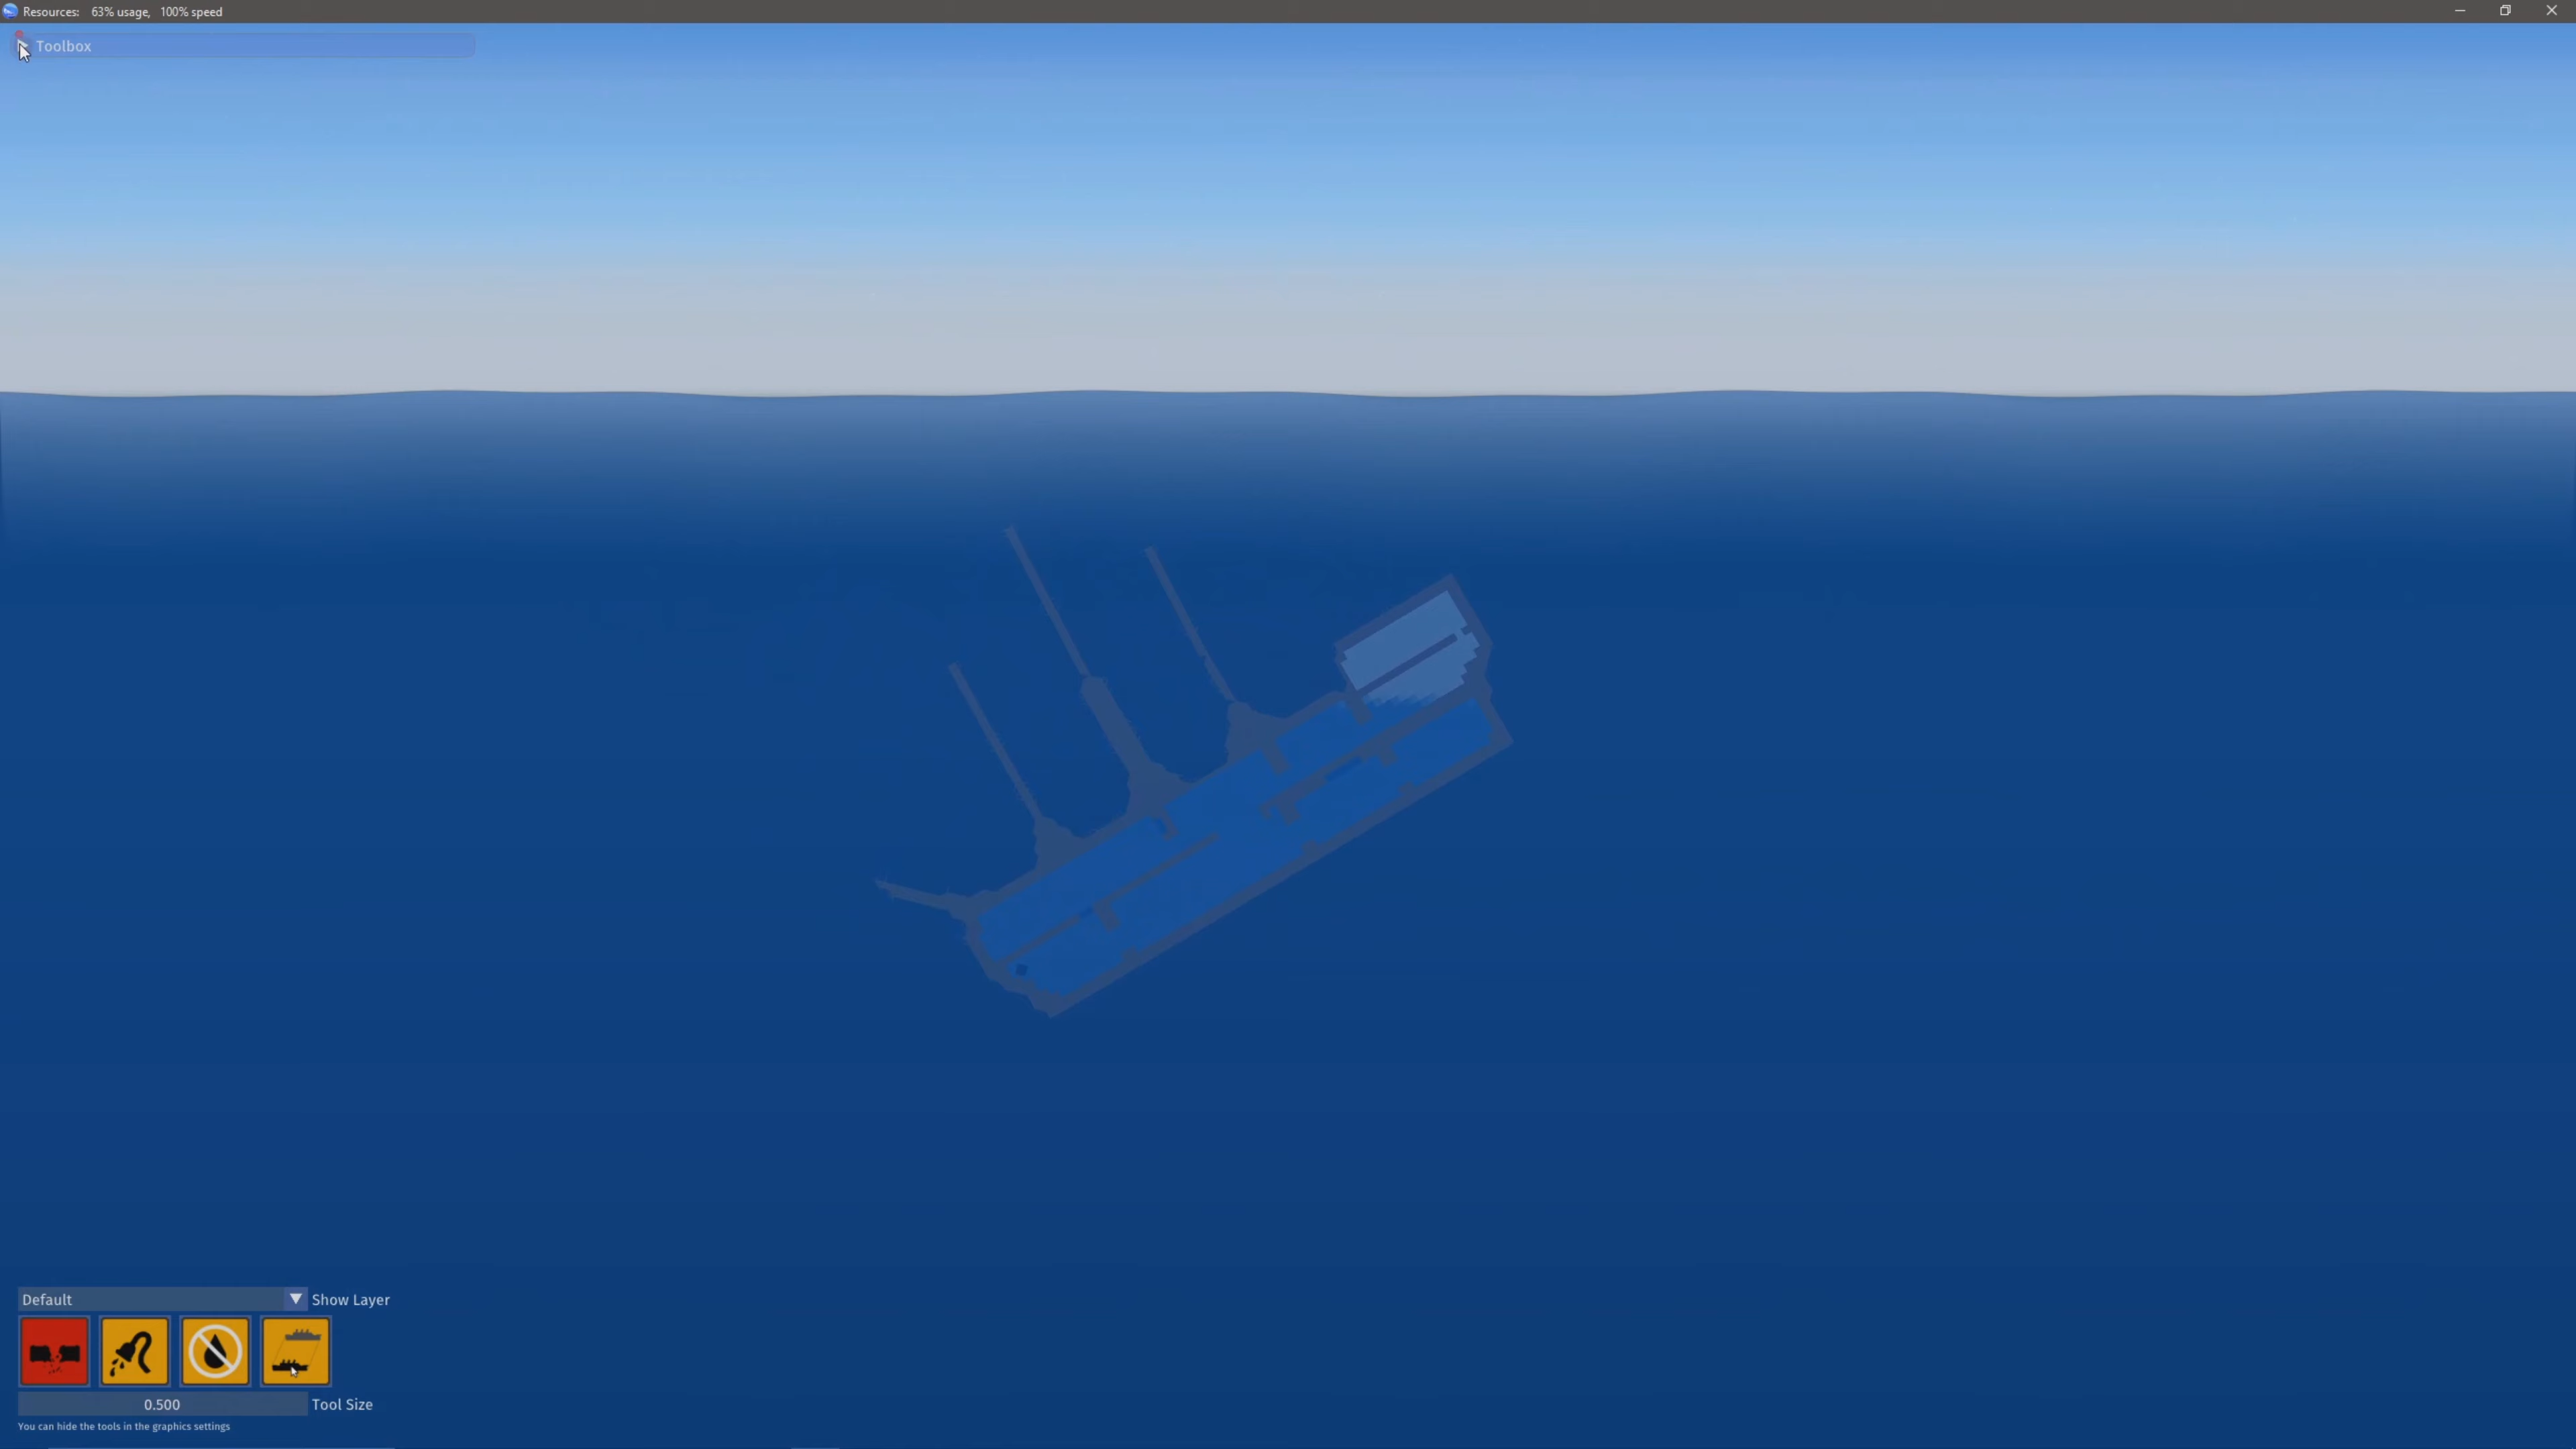 Resources: 63% usage, 100% speed
Toolbox
Default Show Layer
0.500 Tool Size
You can hide the tools in the graphics settings